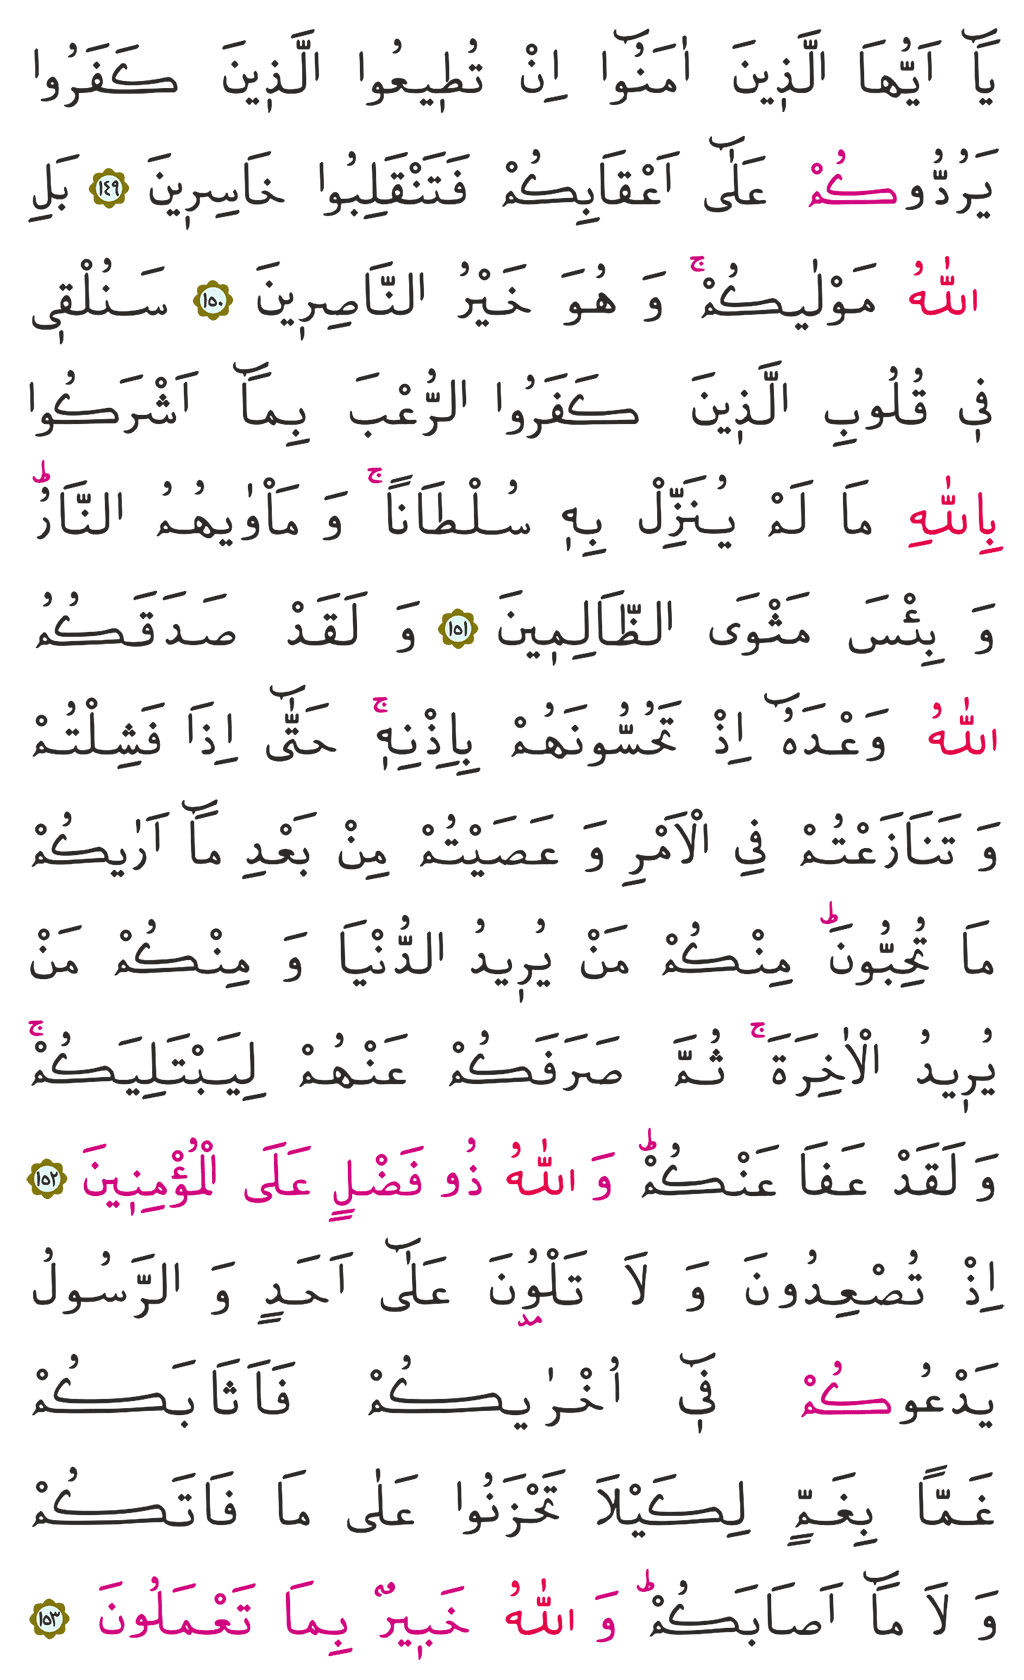 يَٓا اَيُّهَا الَّذٖينَ اٰمَنُٓوا اِنْ تُطٖيعُوا الَّذٖينَ كَفَرُوا
يَرُدُّوكُمْ عَلٰٓى اَعْقَابِكُمْ فَتَنْقَلِبُوا خَاسِرٖينَ ١٤٩ بَلِ
اللّٰهُ مَوْلٰيكُمْۚ وَ هُوَ خَيْرُ النَّاصِرٖينَ ١٥٠ سَنُلْقٖى
فٖى قُلُوبِ الَّذٖينَ كَفَرُوا الرُّعْبَ بِمَٓا اَشْرَكُوا
بِاللّٰهِ مَا لَمْ يُنَزِّلْ بِهٖ سُلْطَانًاۚ وَ مَاْوٰيهُمُ النَّارُؕ
وَ بِئْسَ مَثْوَى الظَّالِمٖينَ ١٥١ وَ لَقَدْ صَدَقَكُمُ
اللّٰهُ وَعْدَهُٓ اِذْ تَحُسُّونَهُمْ بِاِذْنِهٖۚ حَتّٰٓى اِذَا فَشِلْتُمْ
وَ تَنَازَعْتُمْ فِى الْاَمْرِ وَ عَصَيْتُمْ مِنْ بَعْدِ مَٓا اَرٰيكُمْ
مَا تُحِبُّونَؕ مِنْكُمْ مَنْ يُرٖيدُ الدُّنْيَا وَ مِنْكُمْ مَنْ
يُرٖيدُ الْاٰخِرَةَۚ ثُمَّ صَرَفَكُمْ عَنْهُمْ لِيَبْتَلِيَكُمْۚ
وَ لَقَدْ عَفَا عَنْكُمْؕ وَ اللّٰهُ ذُو فَضْلٍ عَلَى الْمُؤْمِنٖينَ ١٥٢
اِذْ تُصْعِدُونَ وَ لَا تَلْوُنَ عَلٰٓى اَحَدٍ وَ الرَّسُولُ
يَدْعُوكُمْ فٖٓى اُخْرٰيكُمْ فَاَثَابَكُمْ
غَمًّا بِغَمٍّ لِكَيْلَا تَحْزَنُوا عَلٰى مَا فَاتَكُمْ
وَ لَا مَٓا اَصَابَكُمْؕ وَ اللّٰهُ خَبٖيرٌ بِمَا تَعْمَلُونَ ١٥٣